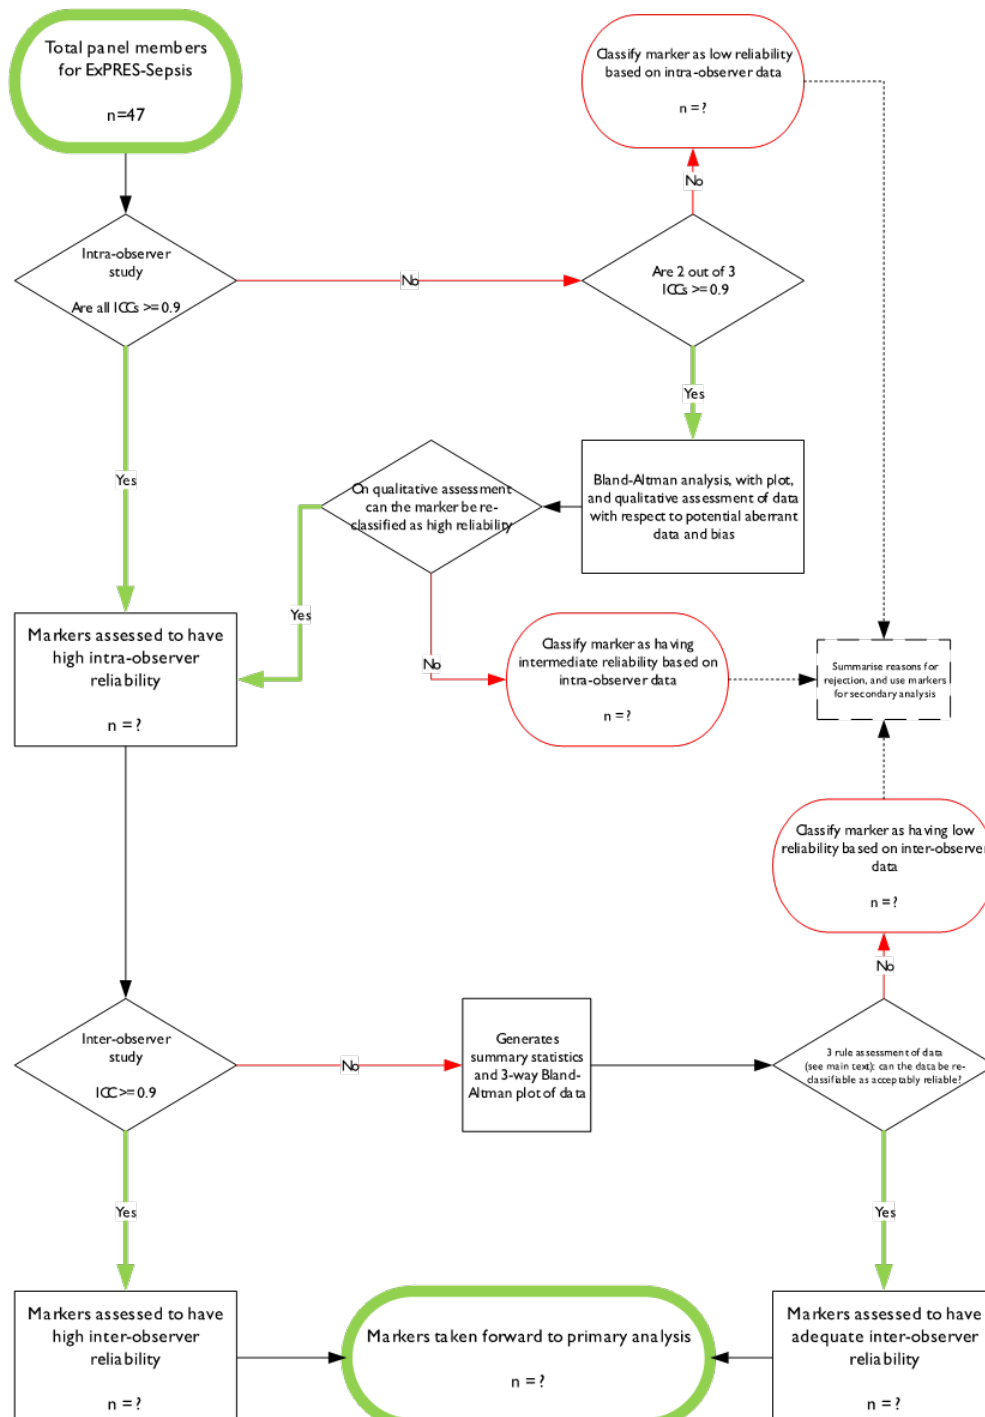 Total panel members
for ExPRES-Sepsis
n=47
Classify marker as low reliability
based on intra-observer data
n = ?
No
Intra-observer
study
Are all ICCs >= 0.9
No
Are 2 out of 3
ICCs >= 0.9
Yes
Yes
On qualitative assessment
can the marker be re-
classified as high reliability
Bland-Altman analysis, with plot,
and qualitative assessment of data
with respect to potential aberrant
data and bias
Yes
No
Markers assessed to have
high intra-observer
reliability
n = ?
Classify marker as having
intermediate reliability based on
intra-observer data
n = ?
Summarise reasons for
rejection, and use markers
for secondary analysis
Classify marker as having low
reliability based on inter-observer
data
n = ?
No
Inter-observer
study
ICC >= 0.9
No
Generates
summary statistics
and 3-way Bland-
Altman plot of data
3 rule assessment of data
(see main text): can the data be re-
classifiable as acceptably reliable?
Yes
Yes
Markers assessed to have
high inter-observer
reliability
n = ?
Markers taken forward to primary analysis
n = ?
Markers assessed to have
adequate inter-observer
reliability
n = ?